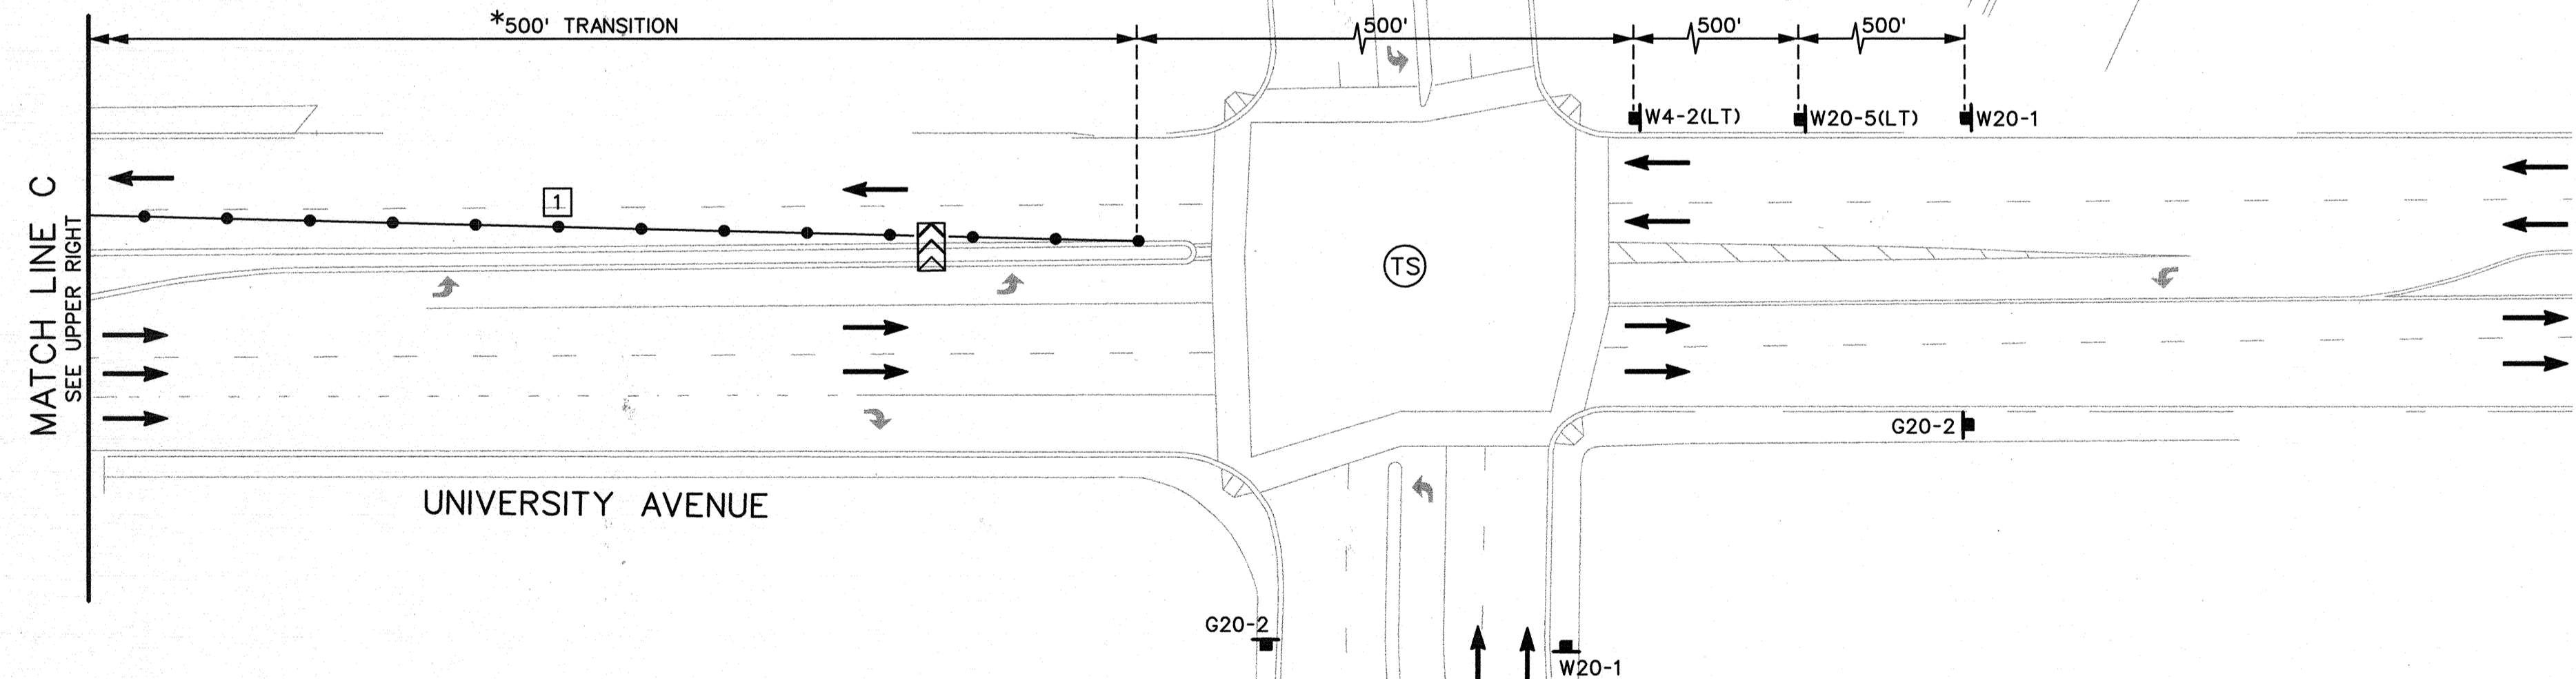 *500' TRANSITION
500'
500'
500'
W4-2(LT)
W20-5(LT)
W20-1
1
MATCH LINE C
SEE UPPER RIGHT
TS
G20-2
UNIVERSITY AVENUE
G20-2
W20-1